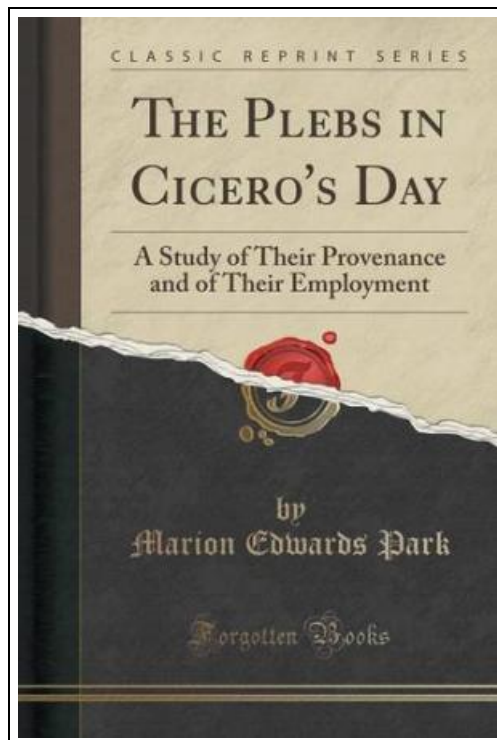 CLASSIC REPRINT SERIES
THE PLEBS IN
CICERO'S DAY
A Study of Their Provenance
and of Their Employment
by
Marion Edwards Park
Forgotten Books